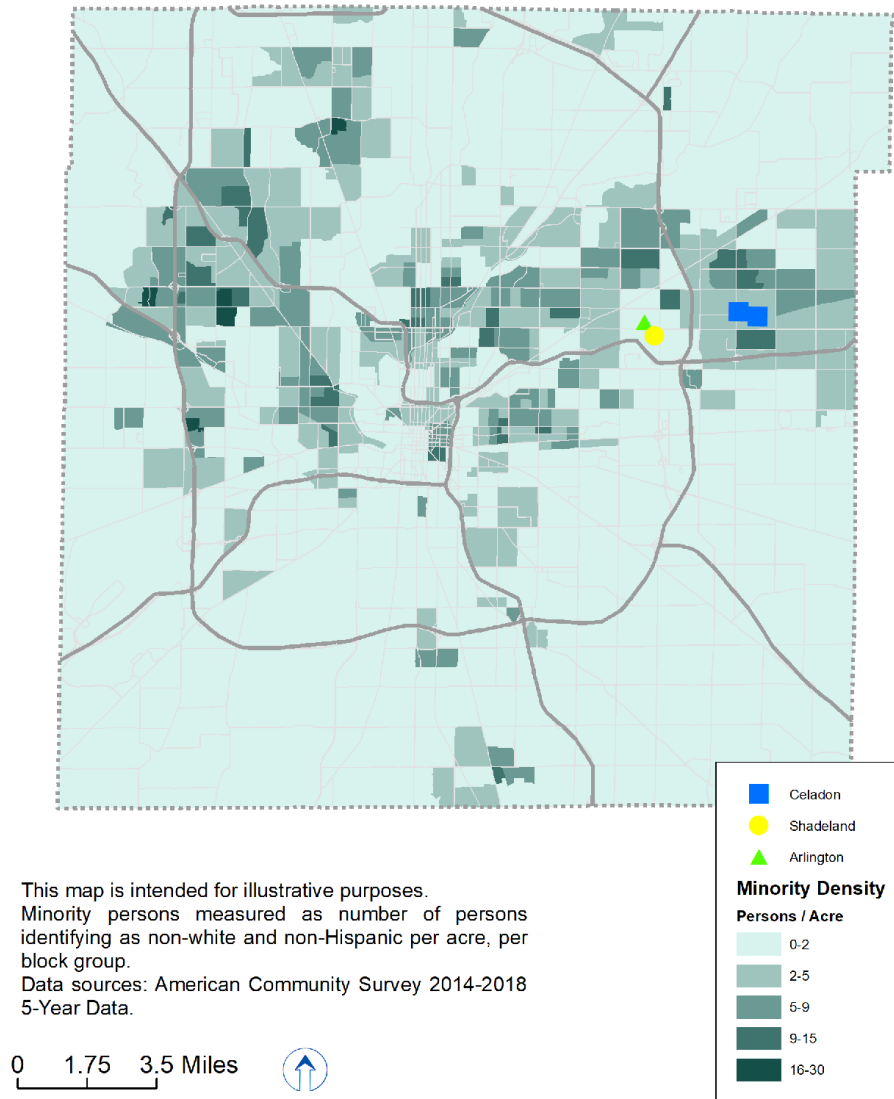 Celadon
Shadeland
Arlington
Minority Density
Persons / Acre
0-2
2-5
5-9
9-15
16-30
This map is intended for illustrative purposes.
Minority persons measured as number of persons
identifying as non-white and non-Hispanic per acre, per
block group.
Data sources: American Community Survey 2014-2018
5-Year Data.
0 1.75 3.5 Miles